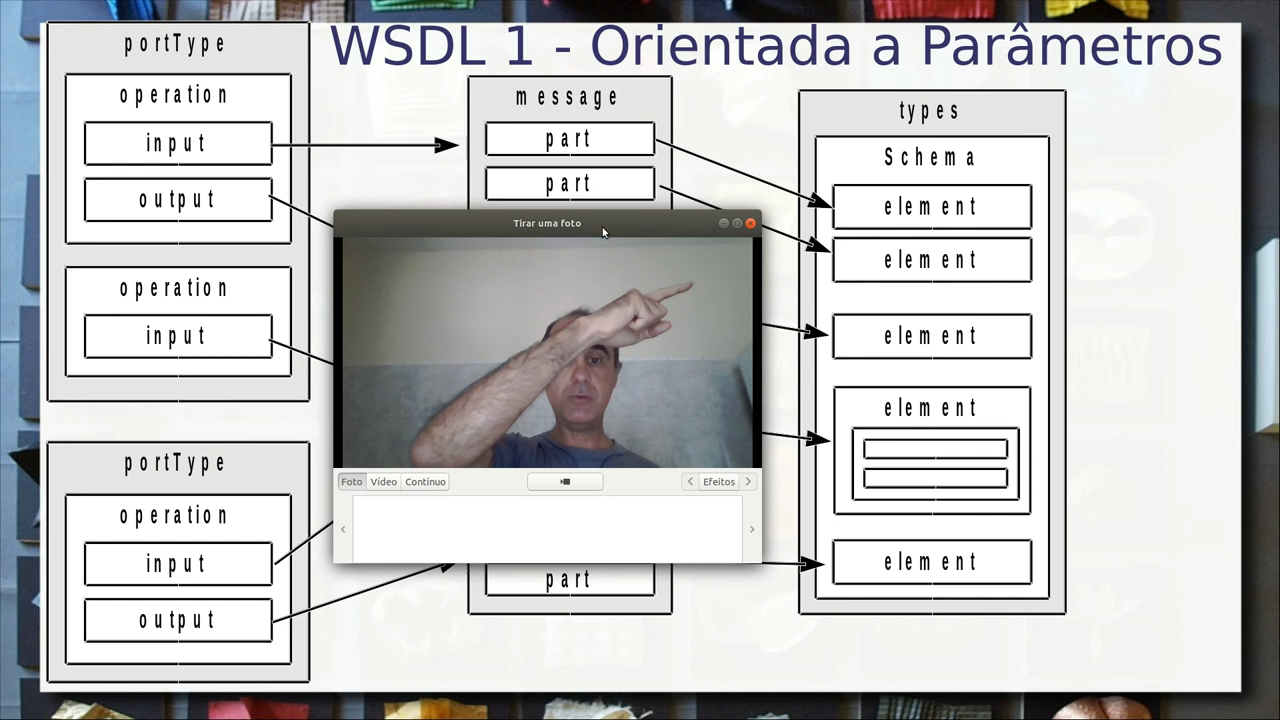 WSDL 1 - Orientada a Parâmetros
portType
operation
input
output
operation
input
portType
operation
input
output
message
part
part
part
types
Schema
element
element
element
element
element
Tirar uma foto
Foto
Vídeo
Contínuo
Efeitos